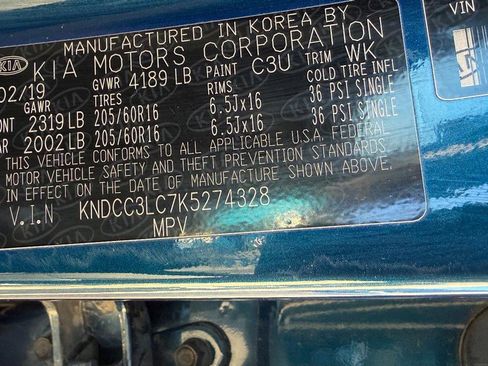 MANUFACTURED IN KOREA BY
KIA KIA MOTORS CORPORATION
02/19 GVWR 4189 LB PAINT C3U TRIM WK
GAWR TIRES RIMS COLD TIRE INFL
NT 2319 LB 205/60R16 6.5Jx16 36 PSI SINGLE
AR 2002 LB 205/60R16 6.5Jx16 36 PSI SINGLE
THIS VEHICLE CONFORMS TO ALL APPLICABLE U.S.A. FEDERAL
MOTOR VEHICLE SAFETY AND THEFT PREVENTION STANDARDS
IN EFFECT ON THE DATE OF MANUFACTURE SHOWN ABOVE.
V.I.N KNDCC3LC7K5274328
MPV
VIN